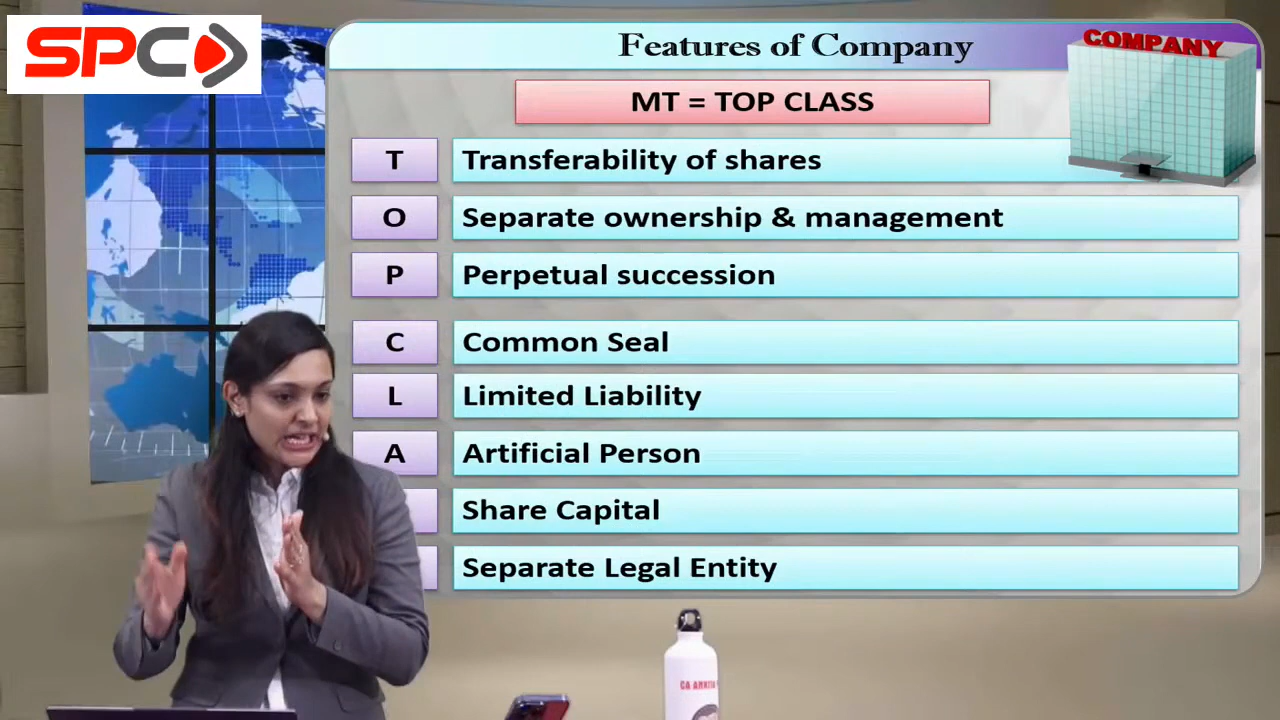 SPC
Features of Company
COMPANY
MT = TOP CLASS
T Transferability of shares
O Separate ownership & management
P Perpetual succession
C Common Seal
L Limited Liability
A Artificial Person
Share Capital
Separate Legal Entity
CA